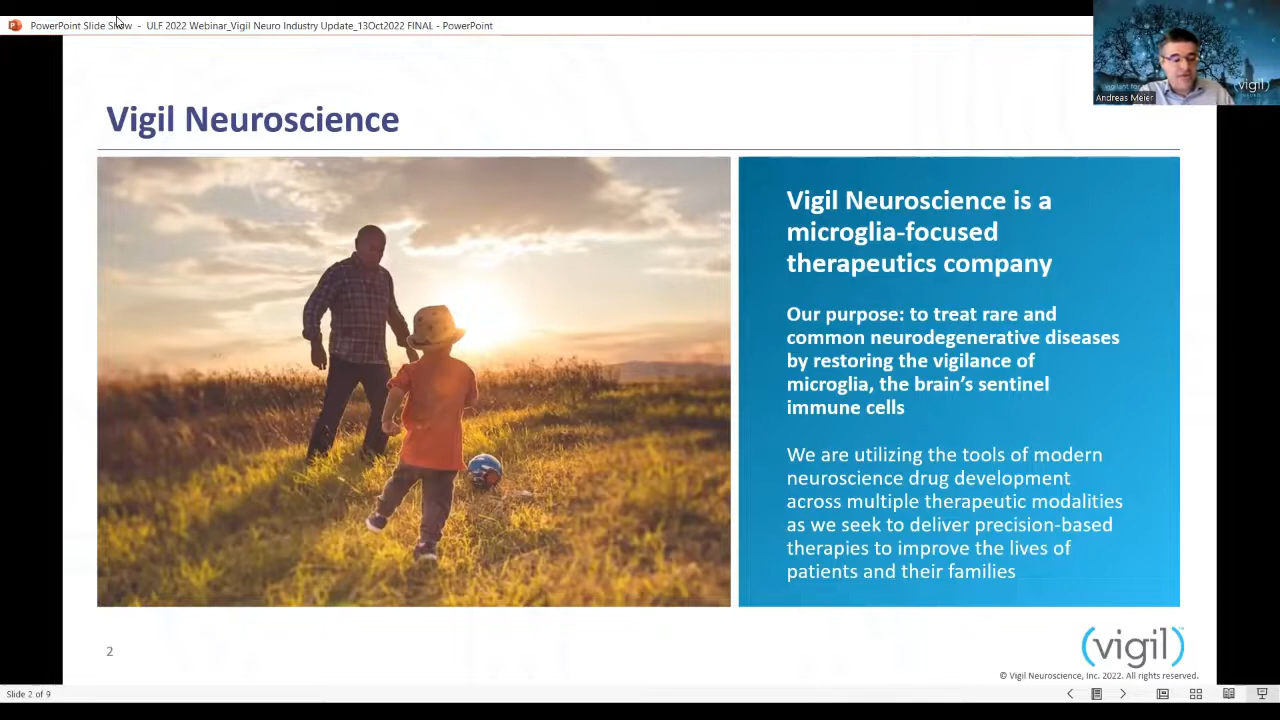 PowerPoint Slide Show - ULF 2022 Webinar_Vigil Neuro Industry Update_13Oct2022 FINAL - PowerPoint
(vigil)
Andreas Meier
Vigil Neuroscience
Vigil Neuroscience is a
microglia-focused
therapeutics company
Our purpose: to treat rare and
common neurodegenerative diseases
by restoring the vigilance of
microglia, the brain's sentinel
immune cells
We are utilizing the tools of modern
neuroscience drug development
across multiple therapeutic modalities
as we seek to deliver precision-based
therapies to improve the lives of
patients and their families
2
(vigil)™
© Vigil Neuroscience, Inc. 2022. All rights reserved.
Slide 2 of 9